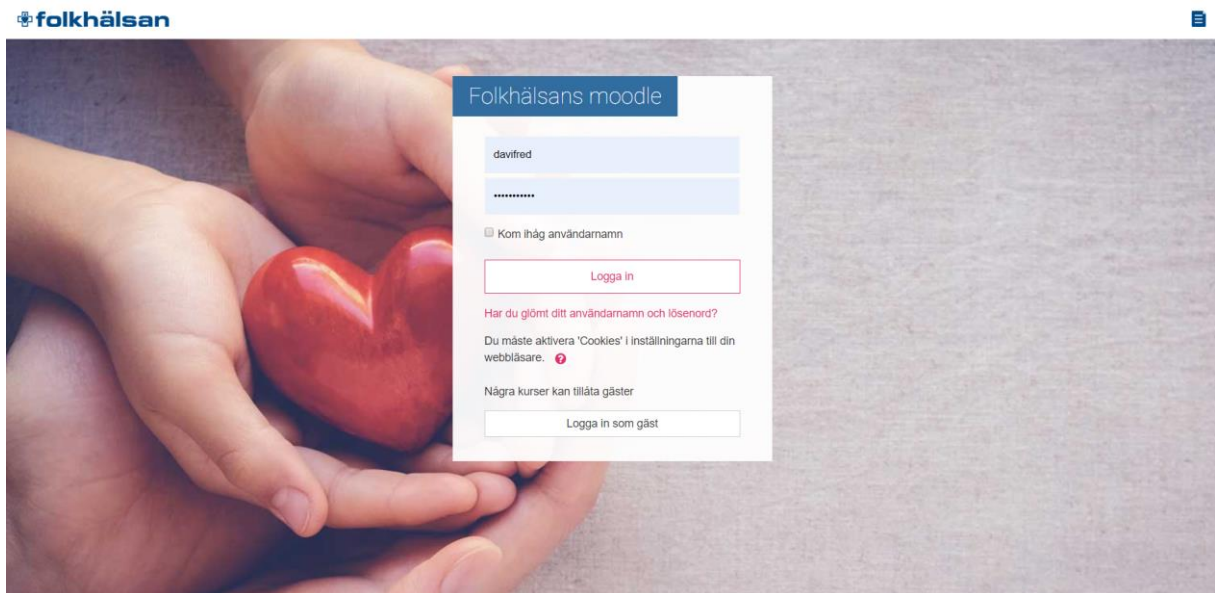 folkhälsan
Folkhälsans moodle
davifred
•••••••••••
Kom ihåg användarnamn
Logga in
Har du glömt ditt användarnamn och lösenord?
Du måste aktivera 'Cookies' i inställningarna till din
webbläsare. ?
Några kurser kan tillåta gäster
Logga in som gäst